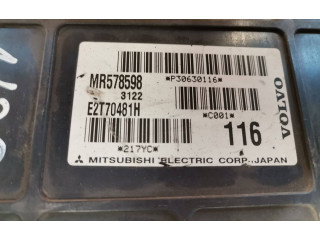 *P30630116*
MR578598
3122
E2T70481H
*C001*
VOLVO
116
*217YC*
MITSUBISHI ELECTRIC CORP. JAPAN